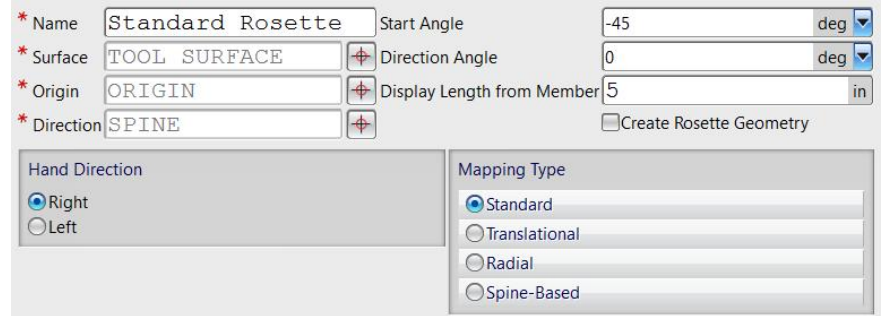 * Name Standard Rosette Start Angle -45 deg
* Surface TOOL SURFACE Direction Angle 0 deg
* Origin ORIGIN Display Length from Member 5 in
* Direction SPINE Create Rosette Geometry
Hand Direction
Right
Left
Mapping Type
Standard
Translational
Radial
Spine-Based